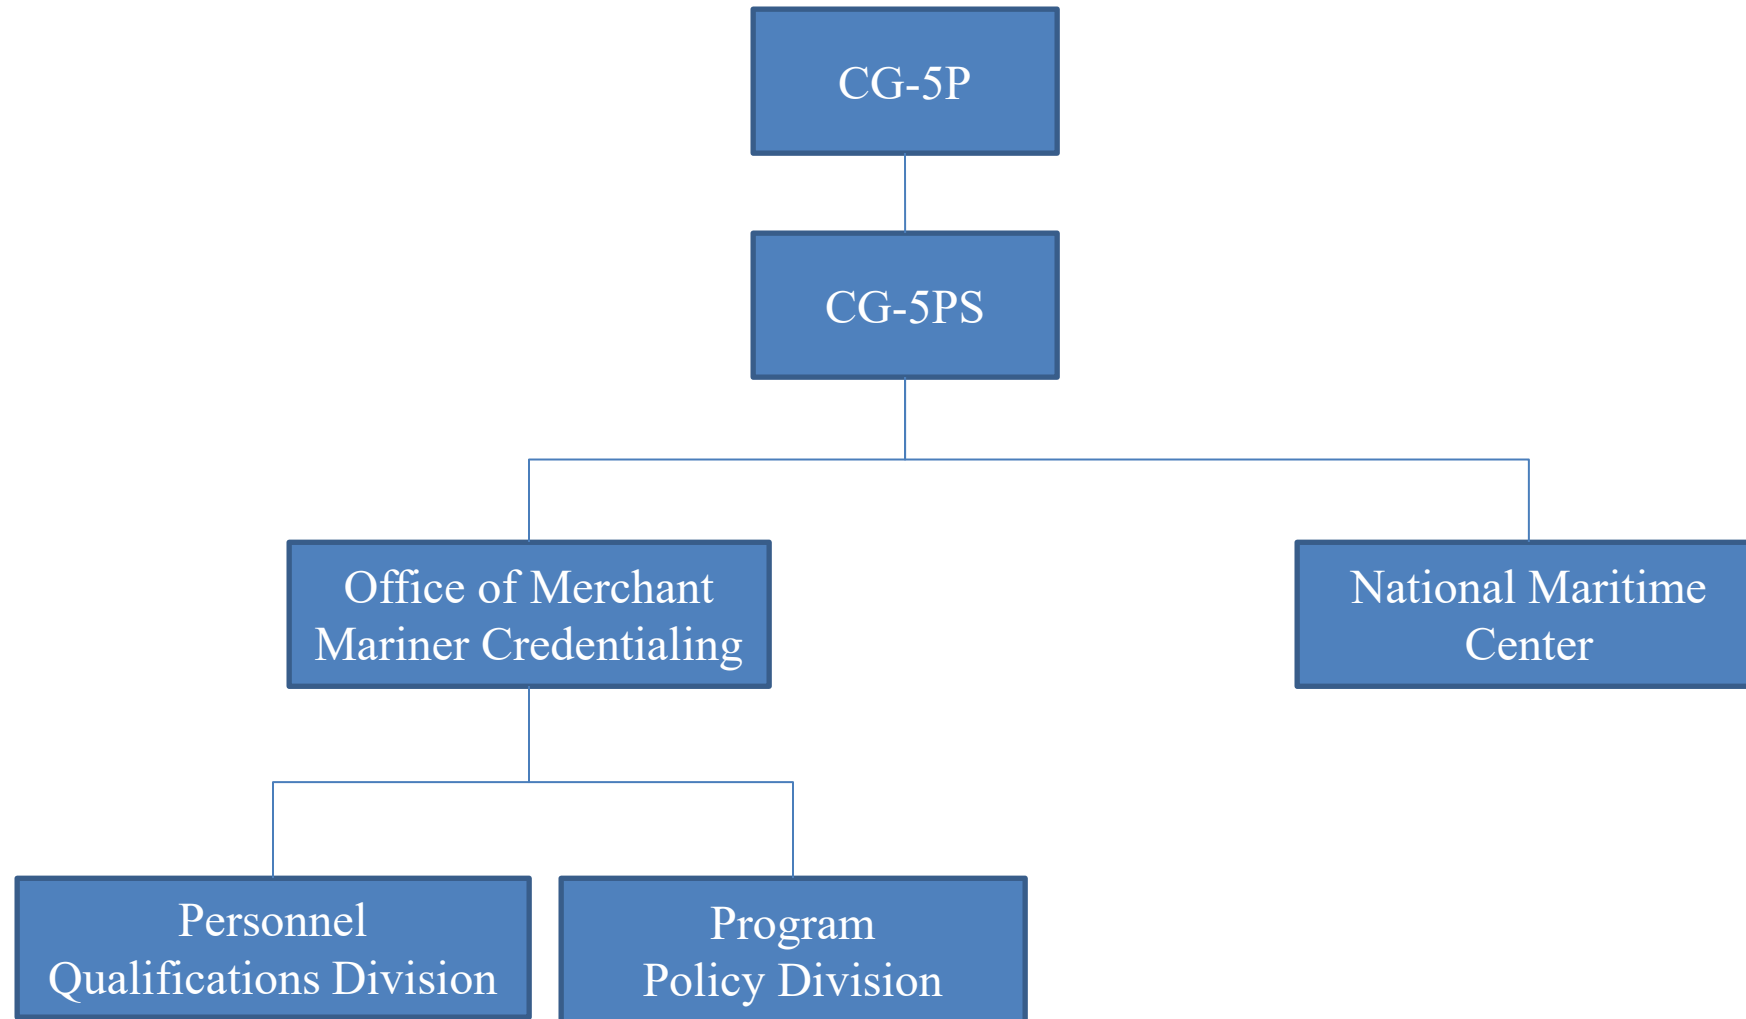 CG-5P
CG-5PS
Office of Merchant
Mariner Credentialing
National Maritime
Center
Personnel
Qualifications Division
Program
Policy Division